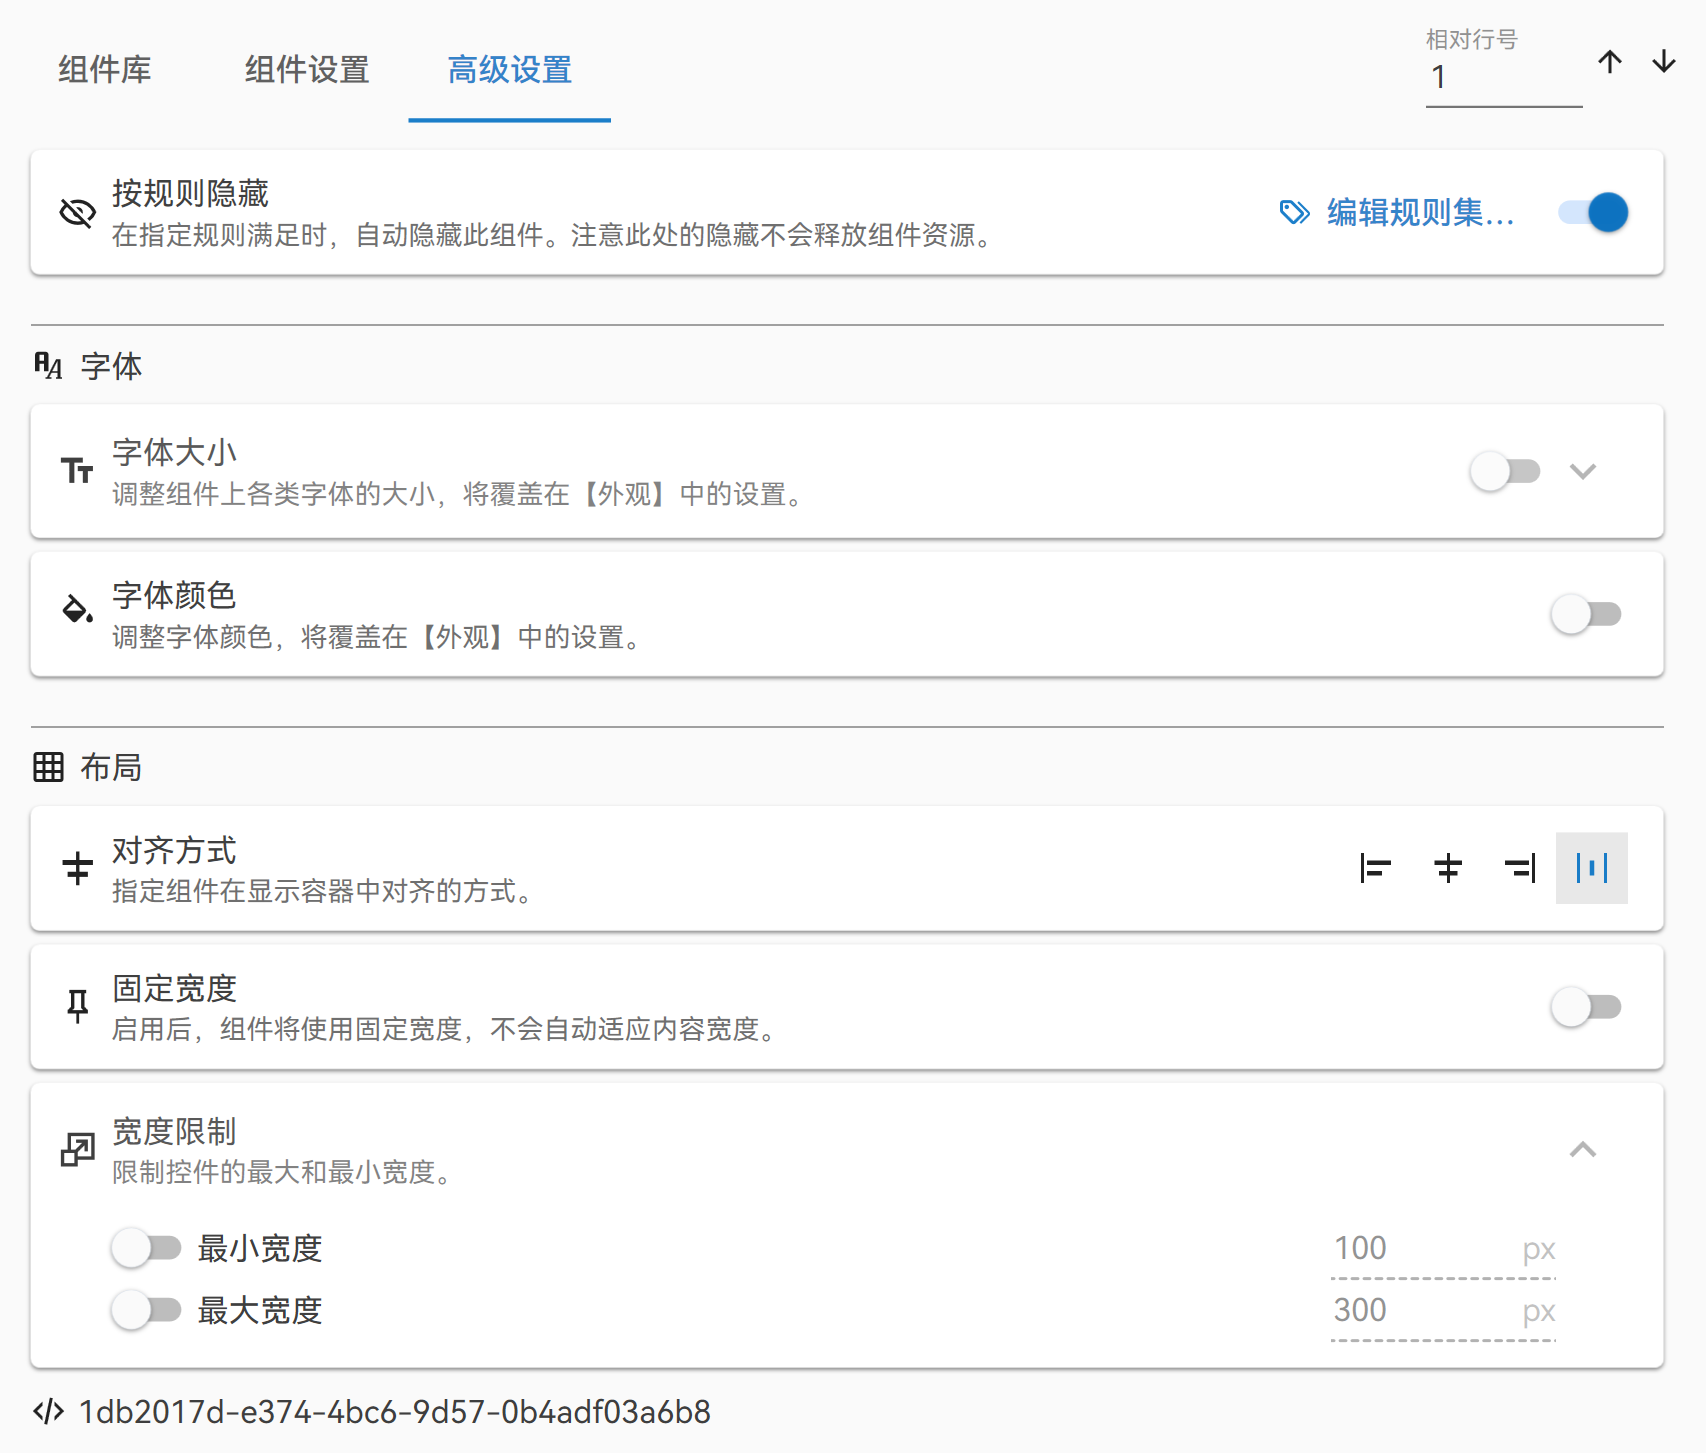 组件库
组件设置
高级设置
相对行号
1
按规则隐藏
在指定规则满足时，自动隐藏此组件。注意此处的隐藏不会释放组件资源。
编辑规则集...
字体
字体大小
调整组件上各类字体的大小，将覆盖在【外观】中的设置。
字体颜色
调整字体颜色，将覆盖在【外观】中的设置。
布局
对齐方式
指定组件在显示容器中对齐的方式。
固定宽度
启用后，组件将使用固定宽度，不会自动适应内容宽度。
宽度限制
限制控件的最大和最小宽度。
最小宽度
100 px
最大宽度
300 px
1db2017d-e374-4bc6-9d57-0b4adf03a6b8